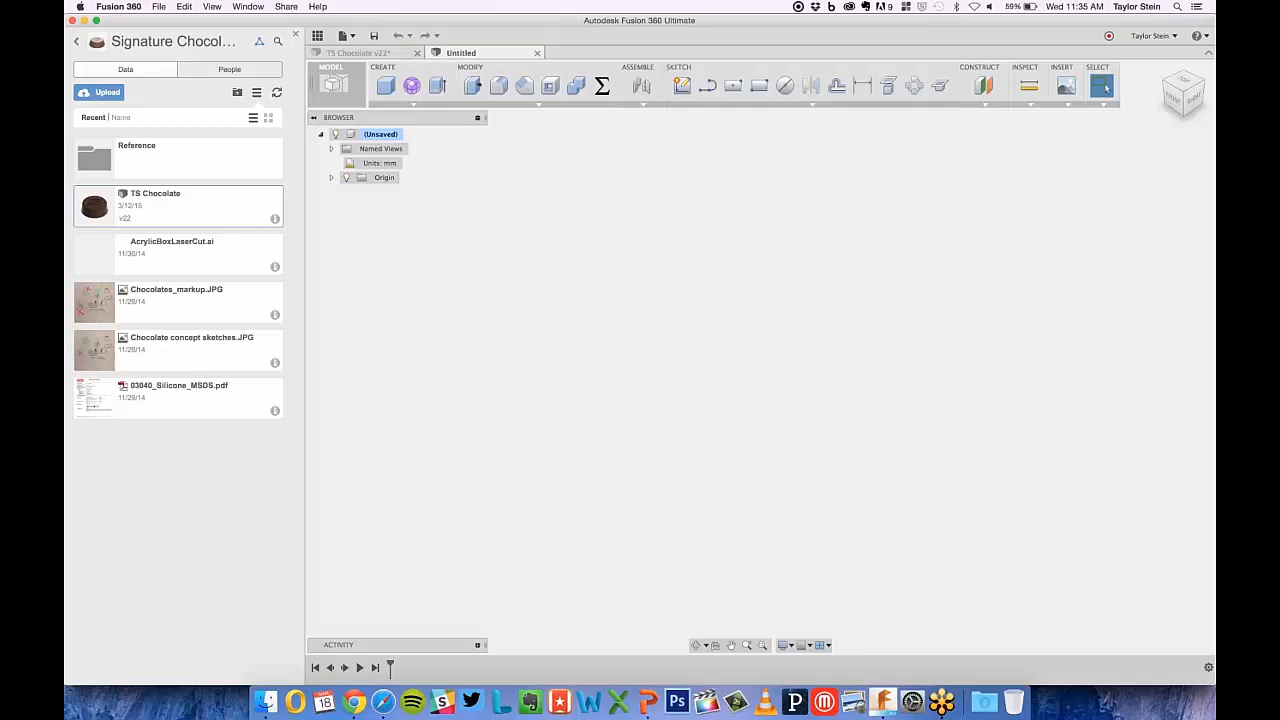 Fusion 360 File Edit View Window Share Help
9 59% Wed 11:35 AM Taylor Stein
Autodesk Fusion 360 Ultimate
Signature Chocol...
Taylor Stein
TS Chocolate v22*
Untitled
Data People
MODEL CREATE MODIFY ASSEMBLE SKETCH CONSTRUCT INSPECT INSERT SELECT
Upload
Recent | Name
BROWSER
(Unsaved)
Named Views
Units: mm
Origin
Reference
TS Chocolate
3/12/15
v22
AcrylicBoxLaserCut.ai
11/30/14
Chocolates_markup.JPG
11/29/14
Chocolate concept sketches.JPG
11/29/14
03040_Silicone_MSDS.pdf
11/29/14
ACTIVITY
18